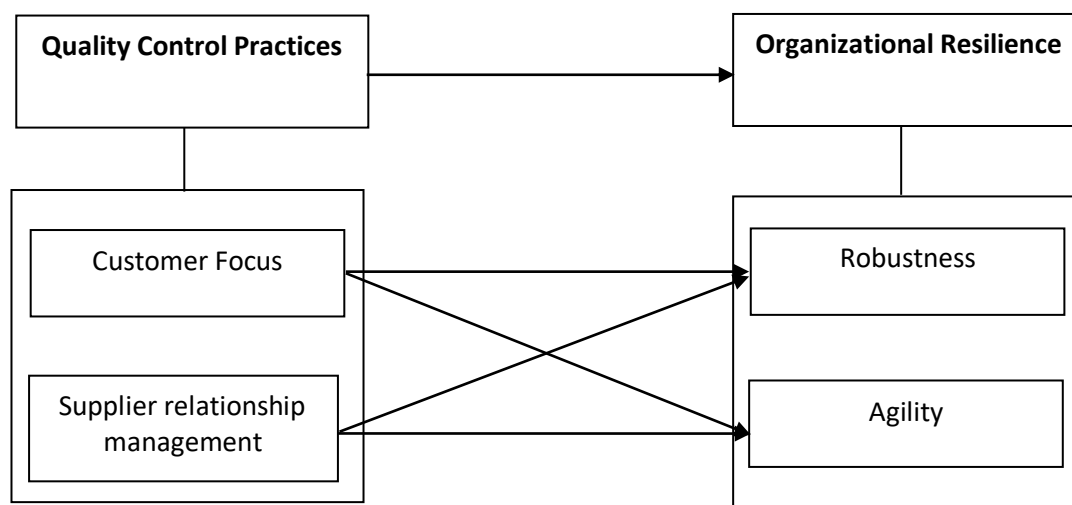 Quality Control Practices
Organizational Resilience
Customer Focus
Robustness
Supplier relationship
management
Agility